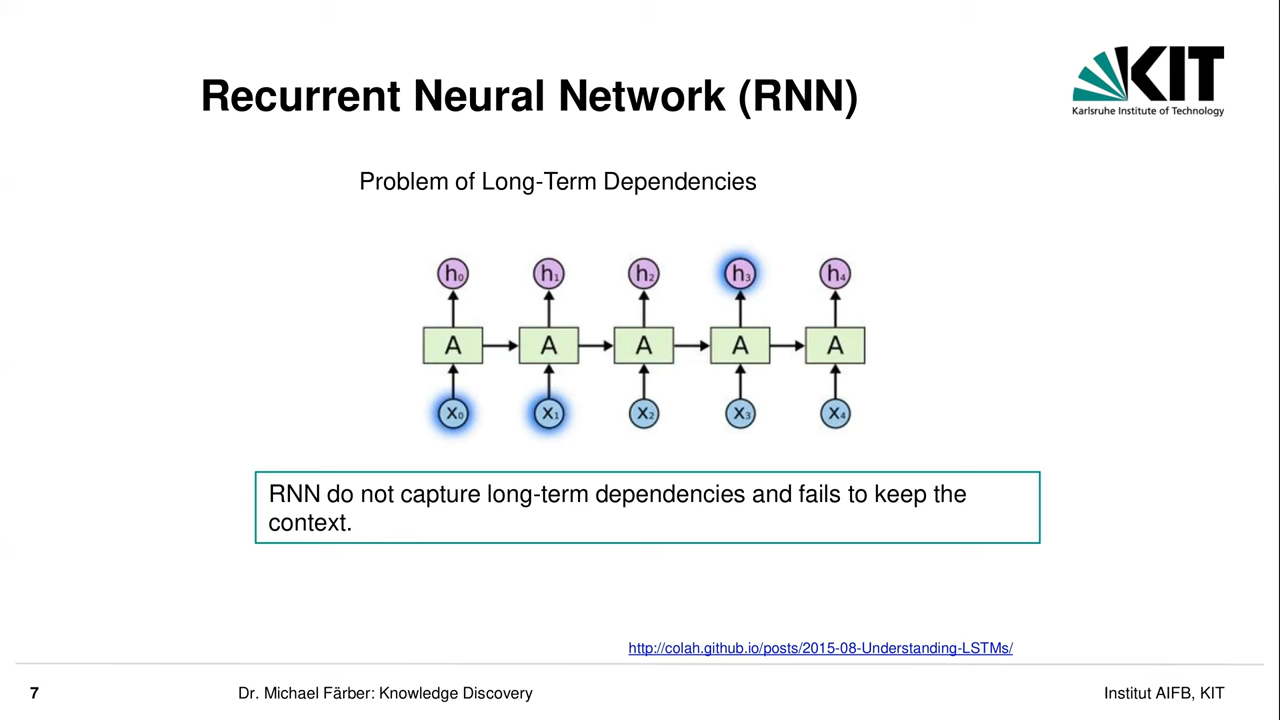 Recurrent Neural Network (RNN)
KIT
Karlsruhe Institute of Technology
Problem of Long-Term Dependencies
h₀ h₁ h₂ h₃ h₄
A A A A A
x₀ x₁ x₂ x₃ x₄
RNN do not capture long-term dependencies and fails to keep the
context.
http://colah.github.io/posts/2015-08-Understanding-LSTMs/
7 Dr. Michael Färber: Knowledge Discovery Institut AIFB, KIT